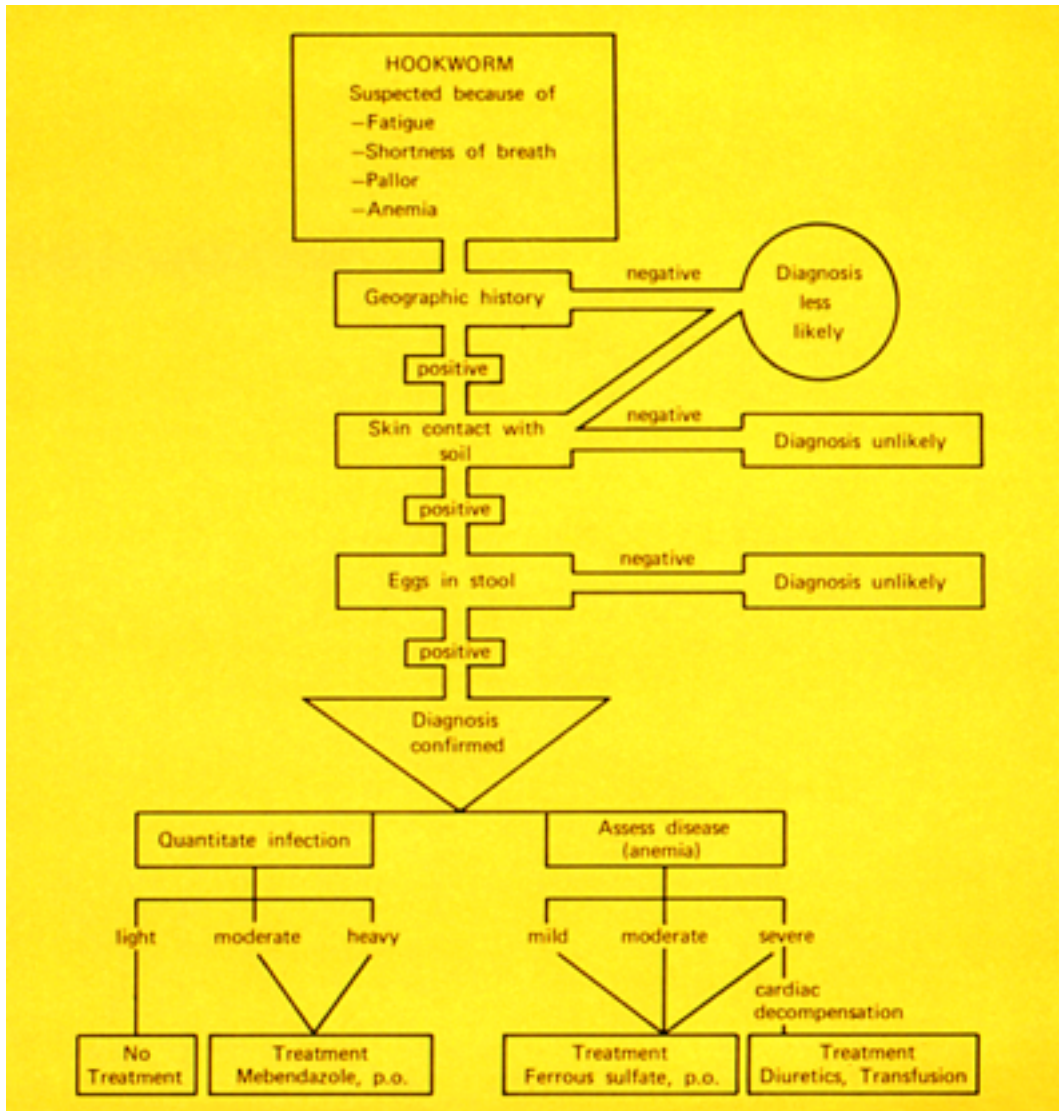 HOOKWORM
Suspected because of
–Fatigue
–Shortness of breath
–Pallor
–Anemia
negative
Diagnosis
less
likely
Geographic history
positive
negative
Skin contact with
soil
Diagnosis unlikely
positive
negative
Eggs in stool
Diagnosis unlikely
positive
Diagnosis
confirmed
Quantitate infection
Assess disease
(anemia)
light
moderate
heavy
mild
moderate
severe
cardiac
decompensation
No
Treatment
Treatment
Mebendazole, p.o.
Treatment
Ferrous sulfate, p.o.
Treatment
Diuretics, Transfusion